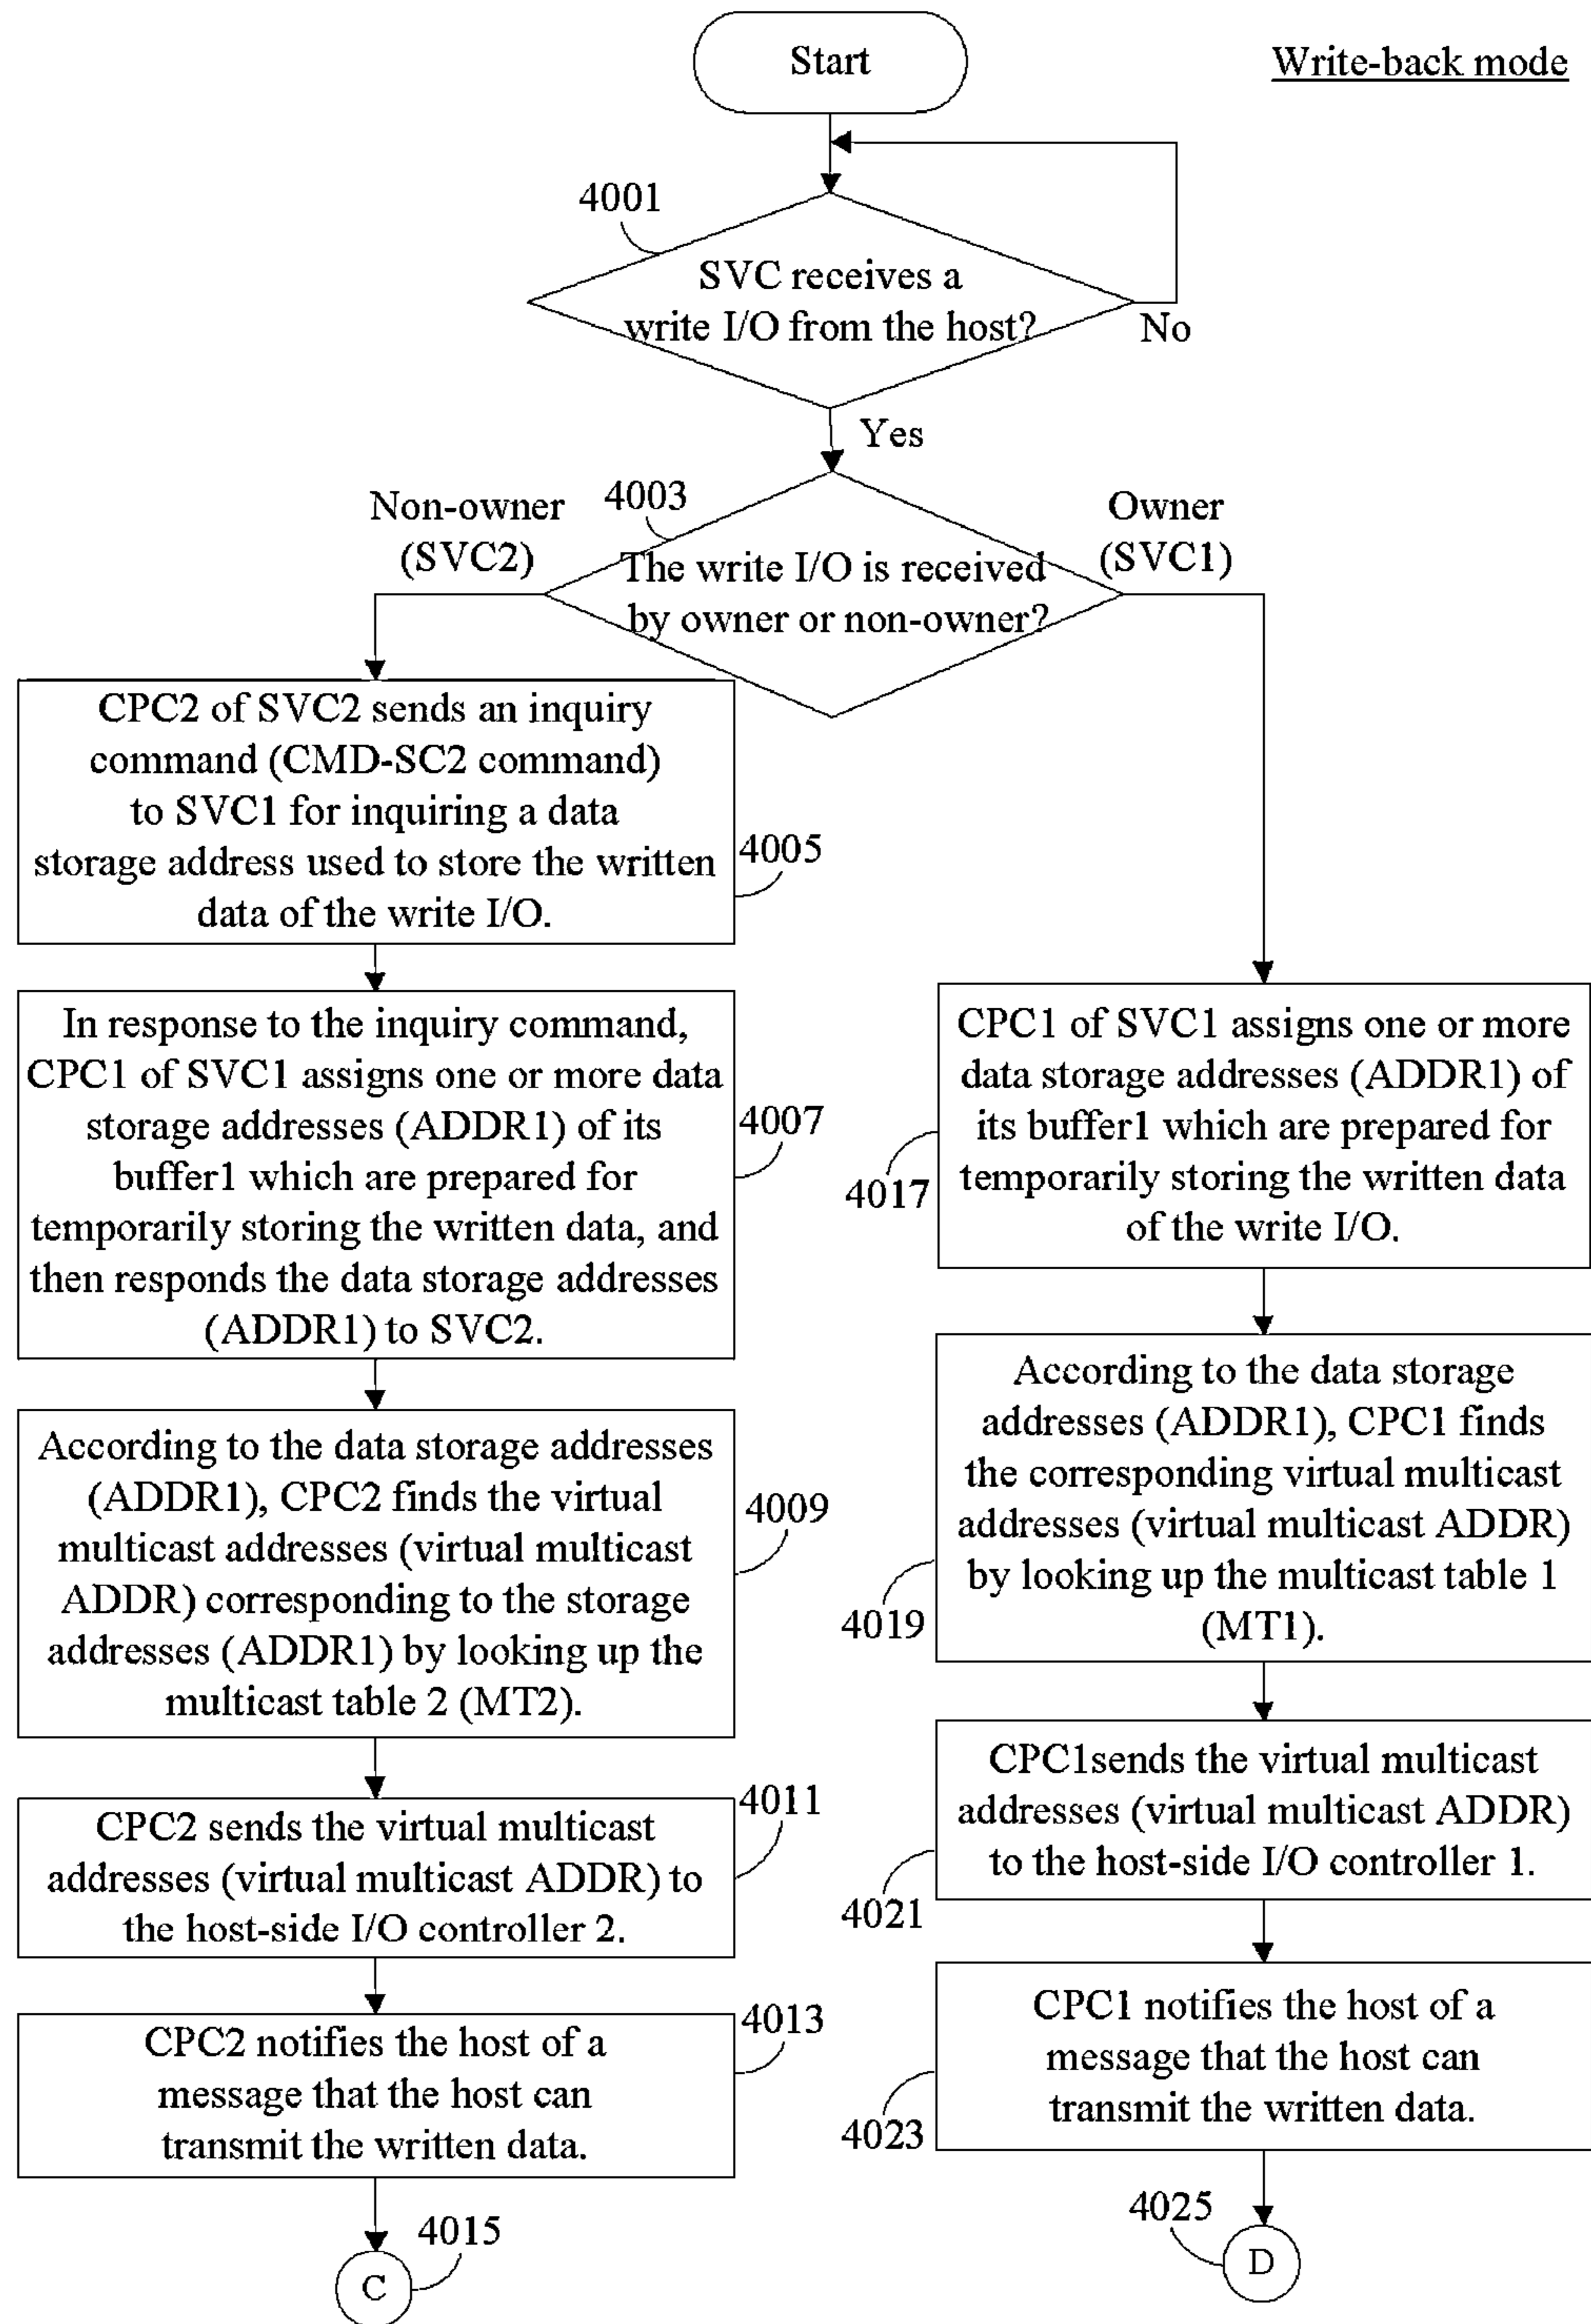 Start
Write-back mode
4001
SVC receives a
write I/O from the host?
No
Yes
Non-owner
(SVC2)
4003
Owner
(SVC1)
The write I/O is received
by owner or non-owner?
CPC2 of SVC2 sends an inquiry
command (CMD-SC2 command)
to SVC1 for inquiring a data
storage address used to store the written
data of the write I/O.
4005
In response to the inquiry command,
CPC1 of SVC1 assigns one or more data
storage addresses (ADDR1) of its
buffer1 which are prepared for
temporarily storing the written data, and
then responds the data storage addresses
(ADDR1) to SVC2.
4007
According to the data storage addresses
(ADDR1), CPC2 finds the virtual
multicast addresses (virtual multicast
ADDR) corresponding to the storage
addresses (ADDR1) by looking up the
multicast table 2 (MT2).
4009
CPC2 sends the virtual multicast
addresses (virtual multicast ADDR) to
the host-side I/O controller 2.
4011
CPC2 notifies the host of a
message that the host can
transmit the written data.
4013
C
4015
CPC1 of SVC1 assigns one or more
data storage addresses (ADDR1) of
its buffer1 which are prepared for
temporarily storing the written data
of the write I/O.
4017
According to the data storage
addresses (ADDR1), CPC1 finds
the corresponding virtual multicast
addresses (virtual multicast ADDR)
by looking up the multicast table 1
(MT1).
4019
CPC1sends the virtual multicast
addresses (virtual multicast ADDR)
to the host-side I/O controller 1.
4021
CPC1 notifies the host of a
message that the host can
transmit the written data.
4023
4025
D